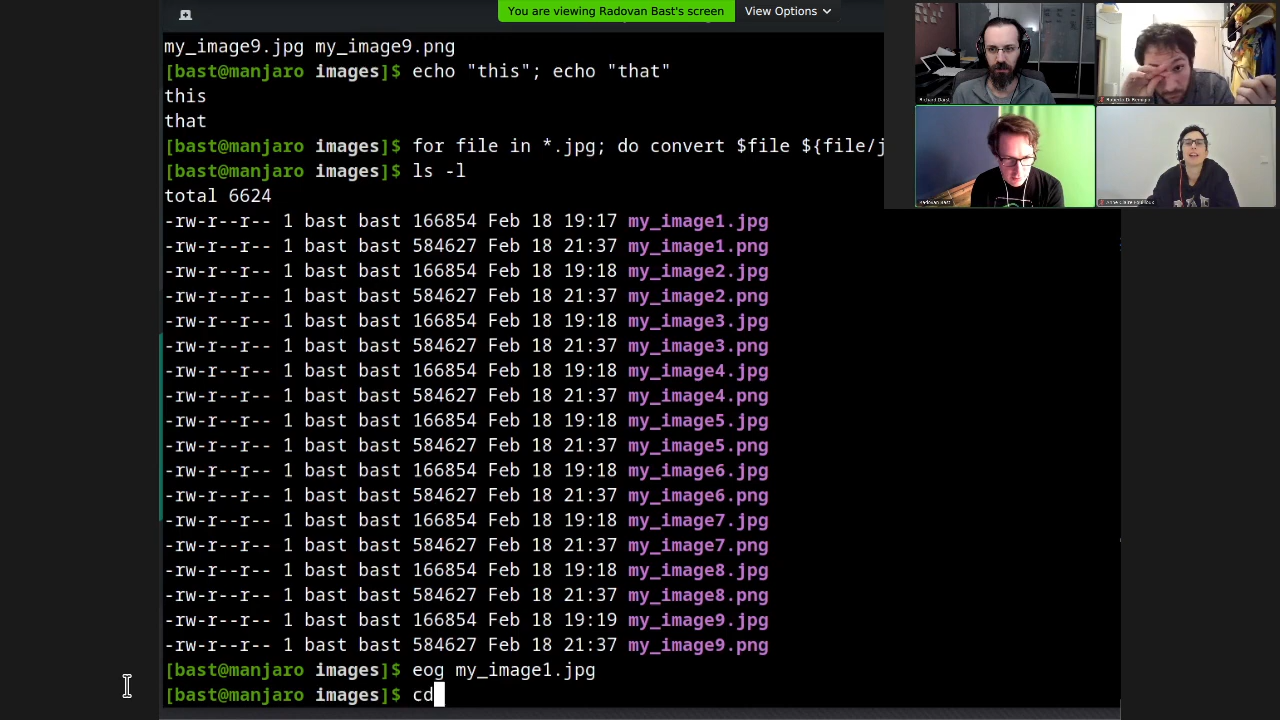 You are viewing Radovan Bast's screen
View Options
my_image9.jpg my_image9.png
[bast@manjaro images]$ echo "this"; echo "that"
this
that
[bast@manjaro images]$ for file in *.jpg; do convert $file ${file/j
[bast@manjaro images]$ ls -l
total 6624
-rw-r--r-- 1 bast bast 166854 Feb 18 19:17 my_image1.jpg
-rw-r--r-- 1 bast bast 584627 Feb 18 21:37 my_image1.png
-rw-r--r-- 1 bast bast 166854 Feb 18 19:18 my_image2.jpg
-rw-r--r-- 1 bast bast 584627 Feb 18 21:37 my_image2.png
-rw-r--r-- 1 bast bast 166854 Feb 18 19:18 my_image3.jpg
-rw-r--r-- 1 bast bast 584627 Feb 18 21:37 my_image3.png
-rw-r--r-- 1 bast bast 166854 Feb 18 19:18 my_image4.jpg
-rw-r--r-- 1 bast bast 584627 Feb 18 21:37 my_image4.png
-rw-r--r-- 1 bast bast 166854 Feb 18 19:18 my_image5.jpg
-rw-r--r-- 1 bast bast 584627 Feb 18 21:37 my_image5.png
-rw-r--r-- 1 bast bast 166854 Feb 18 19:18 my_image6.jpg
-rw-r--r-- 1 bast bast 584627 Feb 18 21:37 my_image6.png
-rw-r--r-- 1 bast bast 166854 Feb 18 19:18 my_image7.jpg
-rw-r--r-- 1 bast bast 584627 Feb 18 21:37 my_image7.png
-rw-r--r-- 1 bast bast 166854 Feb 18 19:18 my_image8.jpg
-rw-r--r-- 1 bast bast 584627 Feb 18 21:37 my_image8.png
-rw-r--r-- 1 bast bast 166854 Feb 18 19:19 my_image9.jpg
-rw-r--r-- 1 bast bast 584627 Feb 18 21:37 my_image9.png
[bast@manjaro images]$ eog my_image1.jpg
[bast@manjaro images]$ cd
Richard Darst
Radovan Bast